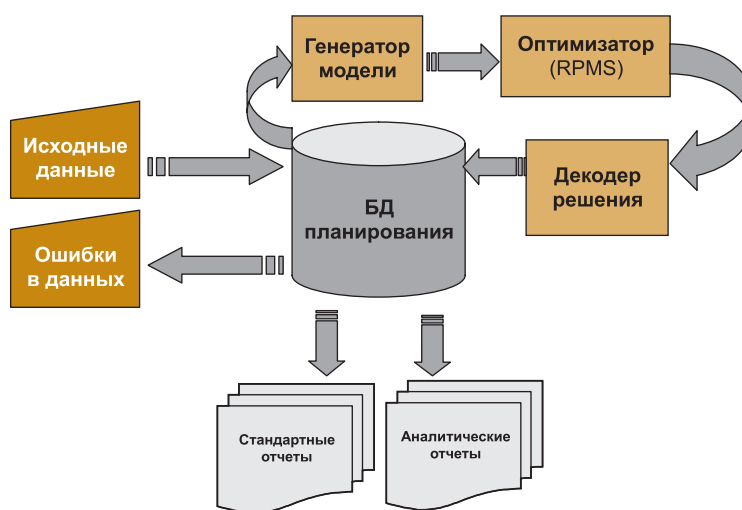 Генератор
модели
Оптимизатор
(RPMS)
Исходные
данные
Декодер
решения
БД
планирования
Ошибки
в данных
Стандартные
отчеты
Аналитические
отчеты